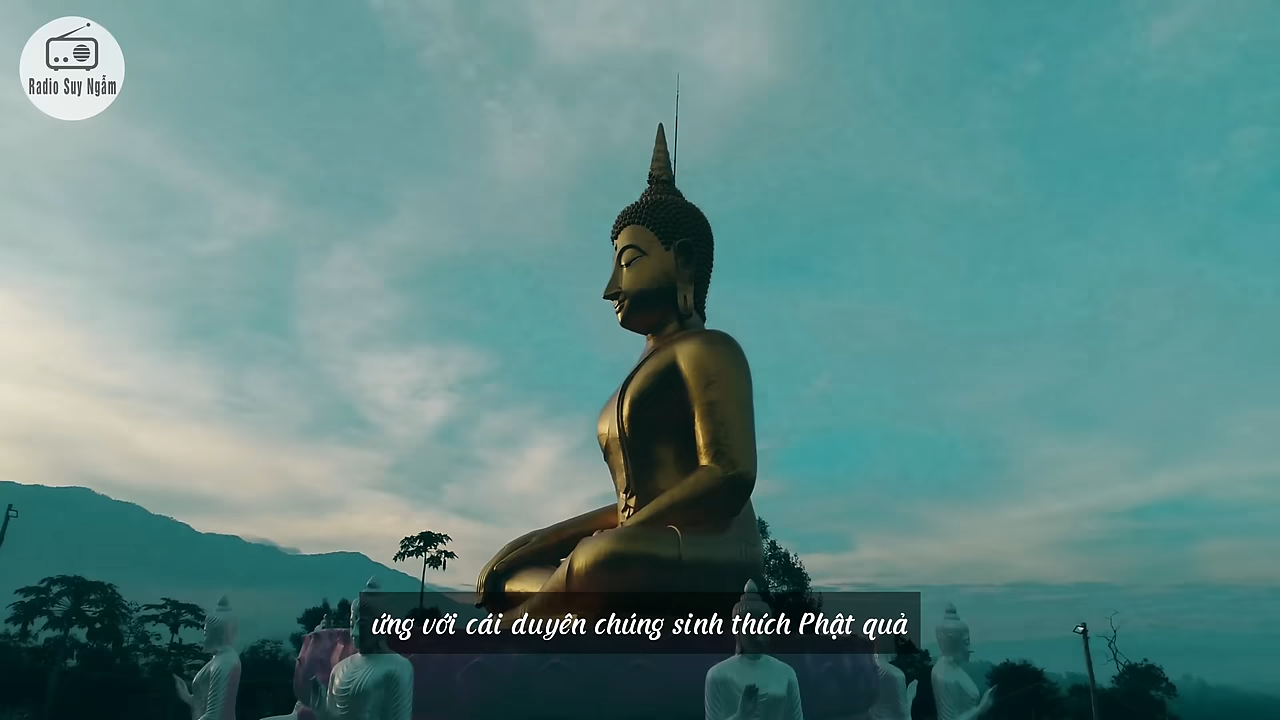 Radio Suy Ngẫm
ứng với cái duyên chúng sinh thích Phật quả